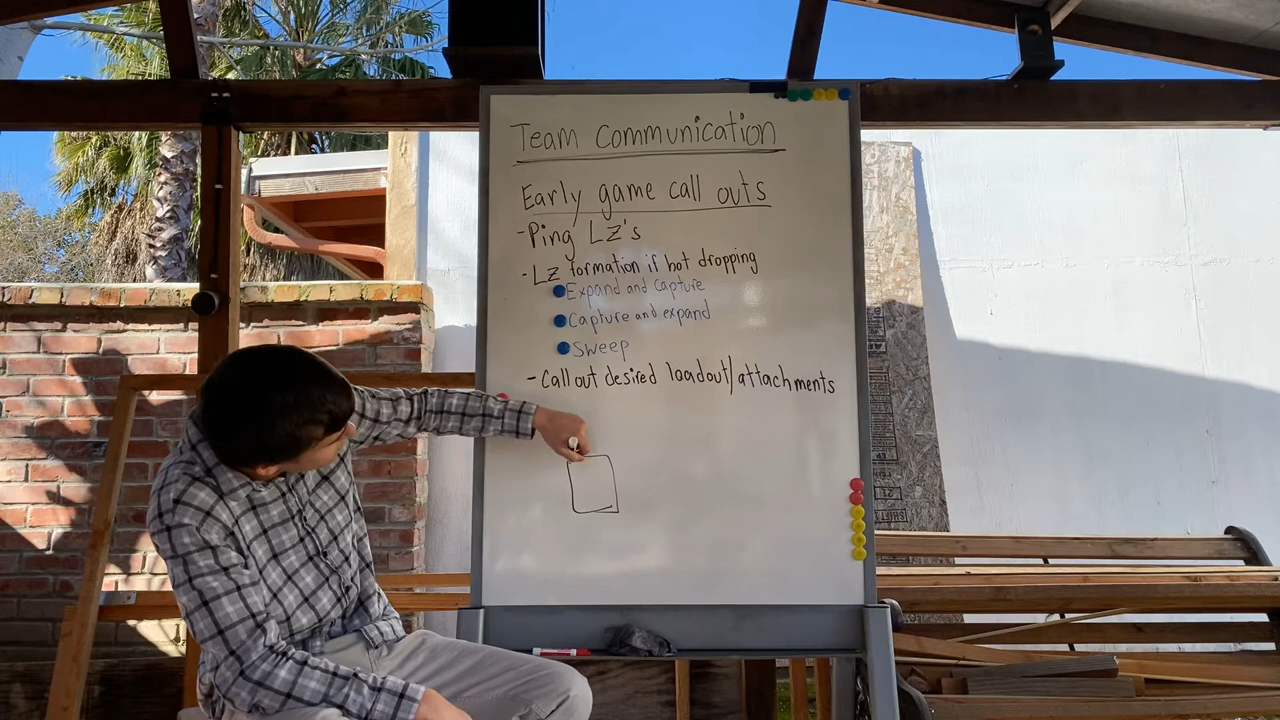 Team Communication
Early game call outs
- Ping LZ's
- LZ formation if hot dropping
Expand and Capture
Capture and expand
Sweep
- Call out desired loadout/attachments